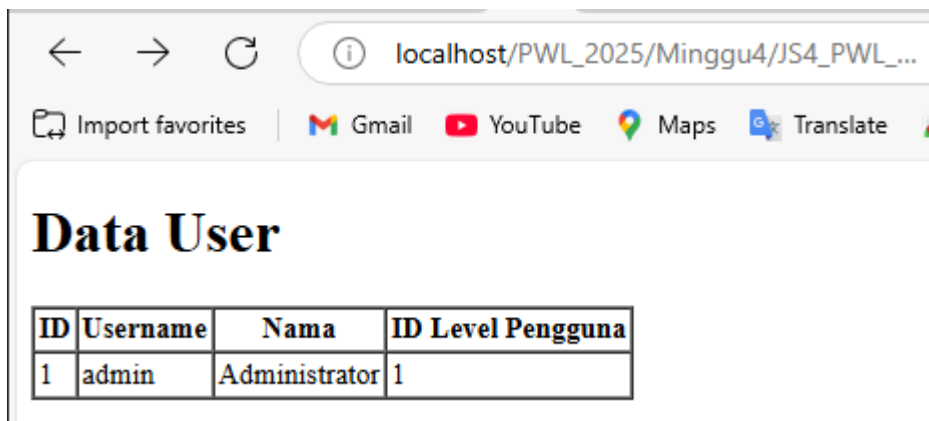 localhost/PWL_2025/Minggu4/JS4_PWL_...
Import favorites Gmail YouTube Maps Translate
Data User
ID Username Nama ID Level Pengguna
1 admin Administrator 1